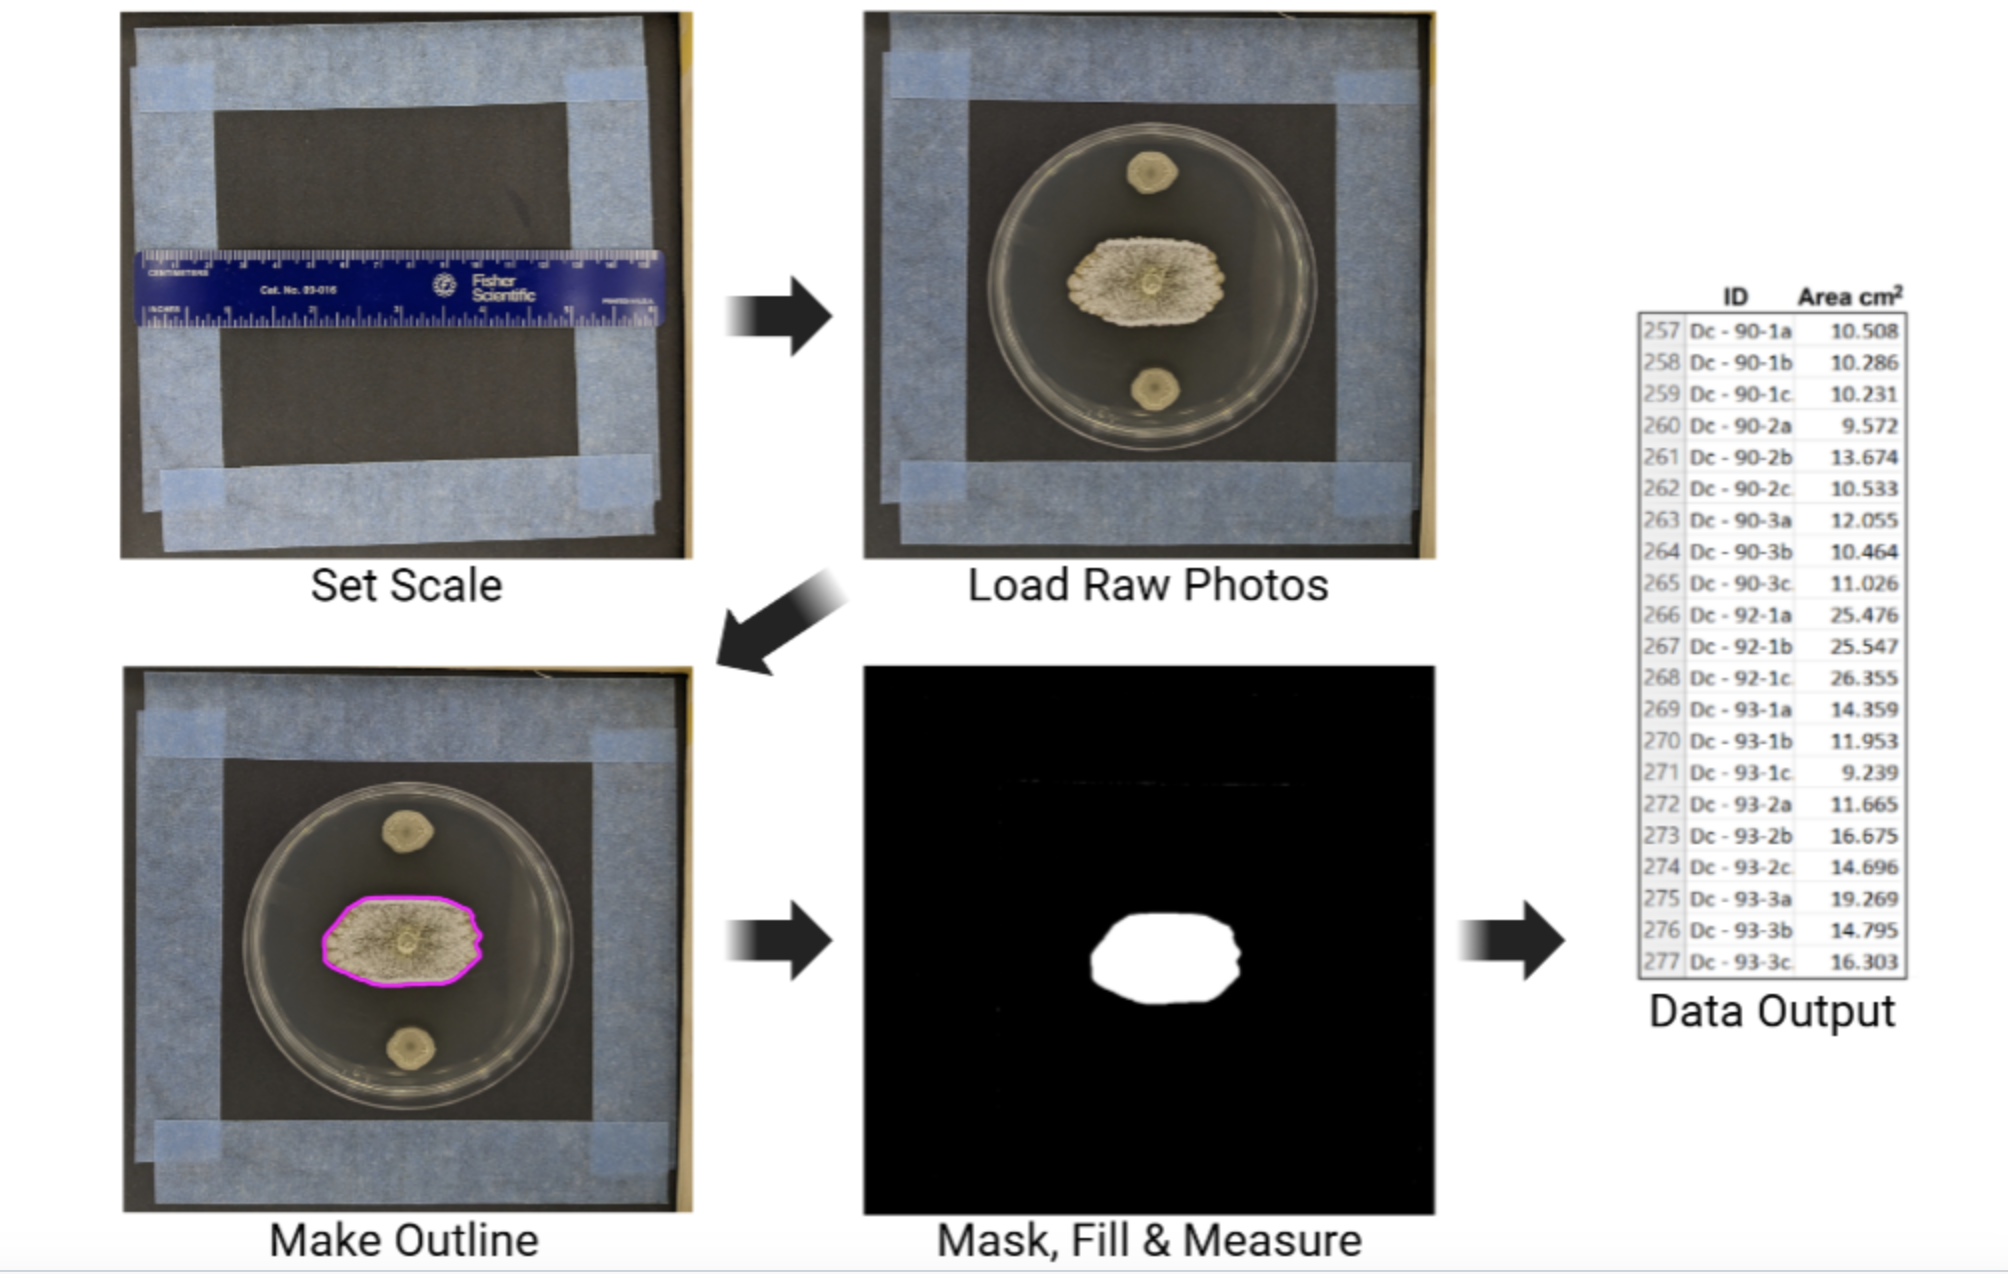 CENTIMETERS
Cat. No. 09-016
Fisher
Scientific
INCHES
Set Scale
Load Raw Photos
Make Outline
Mask, Fill & Measure
ID Area cm²
257 Dc - 90-1a 10.508
258 Dc - 90-1b 10.286
259 Dc - 90-1c 10.231
260 Dc - 90-2a 9.572
261 Dc - 90-2b 13.674
262 Dc - 90-2c 10.533
263 Dc - 90-3a 12.055
264 Dc - 90-3b 10.464
265 Dc - 90-3c 11.026
266 Dc - 92-1a 25.476
267 Dc - 92-1b 25.547
268 Dc - 92-1c 26.355
269 Dc - 93-1a 14.359
270 Dc - 93-1b 11.953
271 Dc - 93-1c 9.239
272 Dc - 93-2a 11.665
273 Dc - 93-2b 16.675
274 Dc - 93-2c 14.696
275 Dc - 93-3a 19.269
276 Dc - 93-3b 14.795
277 Dc - 93-3c 16.303
Data Output